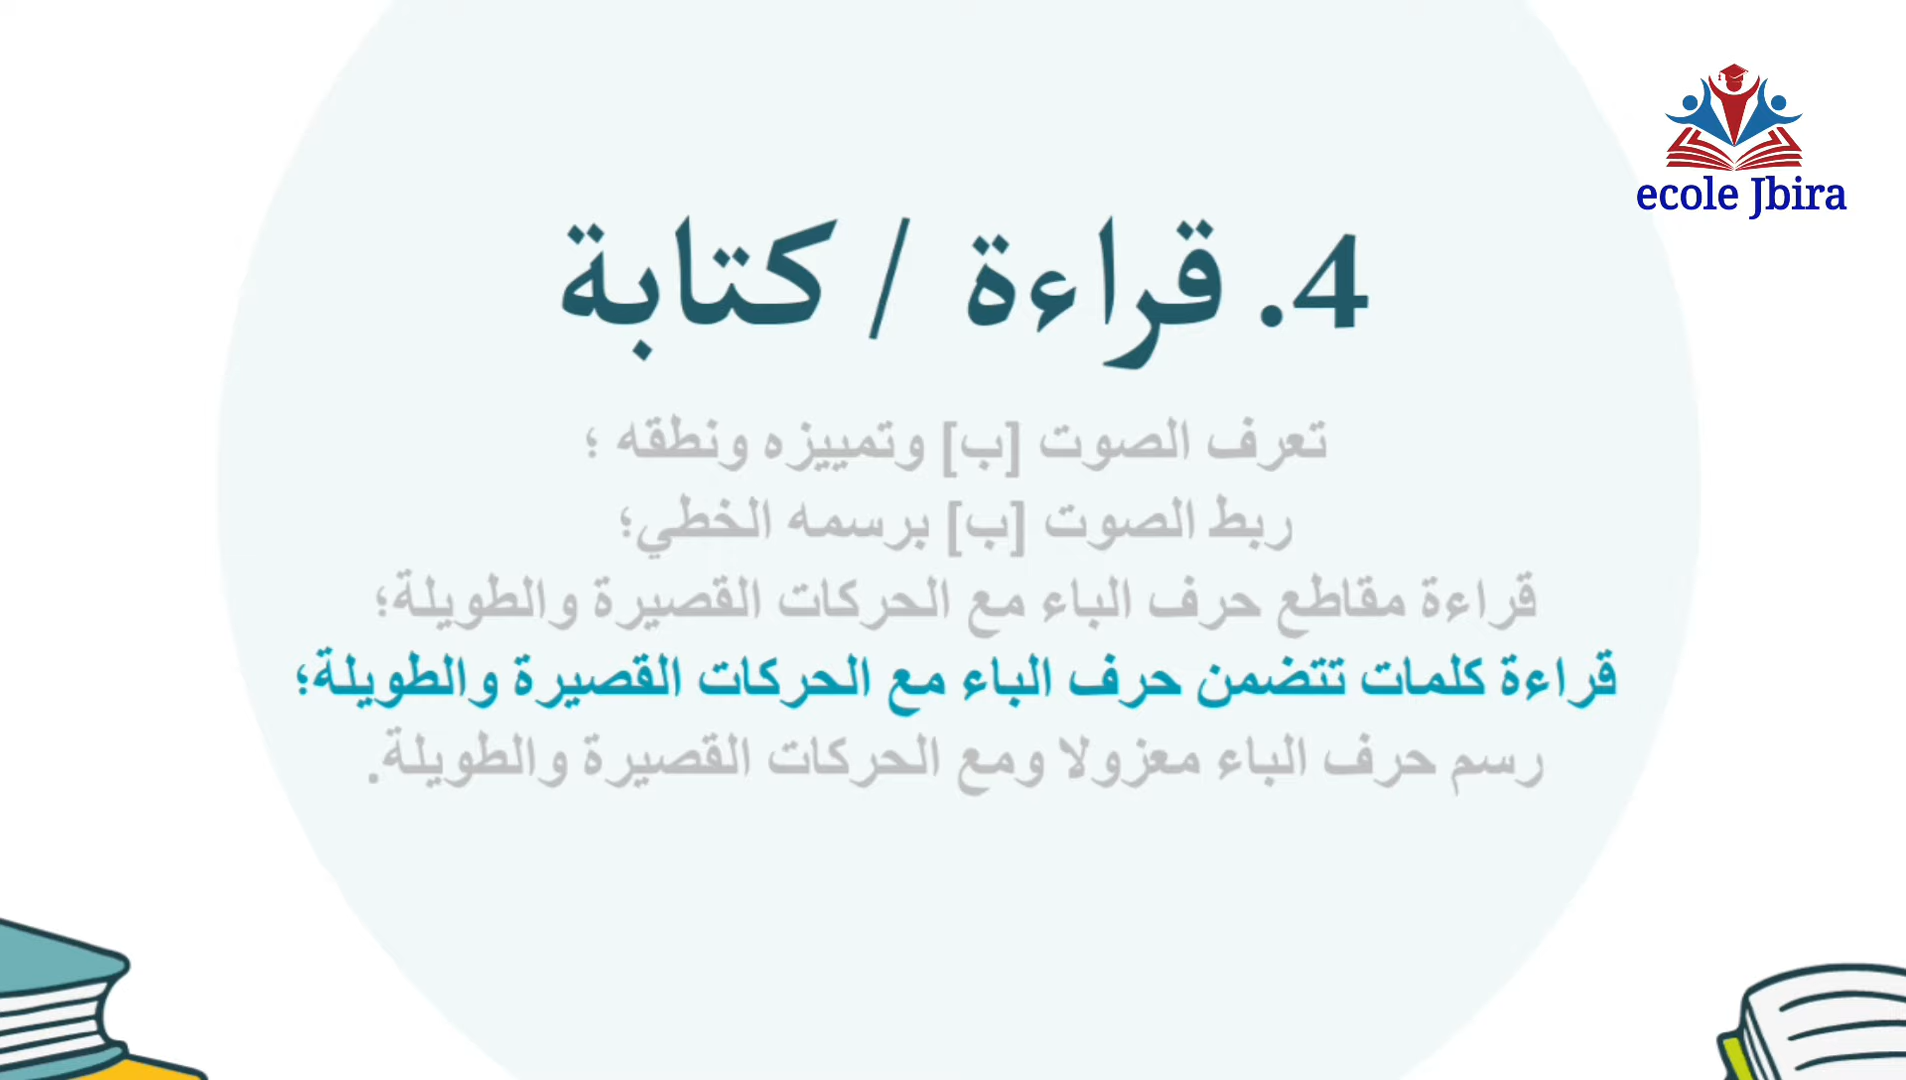 ecole Jbira
4. قراءة / كتابة
تعرف الصوت [ب] وتمييزه ونطقه ؛
ربط الصوت [ب] برسمه الخطي؛
قراءة مقاطع حرف الباء مع الحركات القصيرة والطويلة؛
قراءة كلمات تتضمن حرف الباء مع الحركات القصيرة والطويلة؛
رسم حرف الباء معزولا ومع الحركات القصيرة والطويلة.